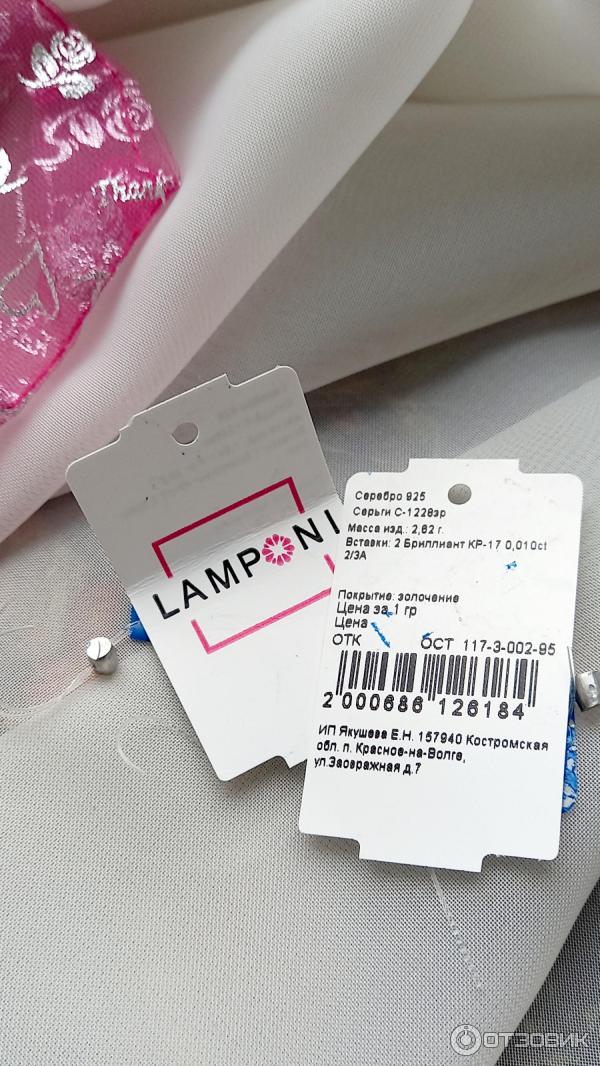 Thank
LAMPONI
Серебро 925
Серьги С-1228зр
Масса изд.: 2,62 г.
Вставки: 2 Бриллиант КР-17 0,010ct
2/3А
Покрытие: золочение
Цена за 1 гр
Цена
ОТК ОСТ 117-3-002-95
2 000686 126184
ИП Якушева Е.Н. 157940 Костромская
обл. п. Красное-на-Волге,
ул.Заовражная д.7
ОТЗОВИК